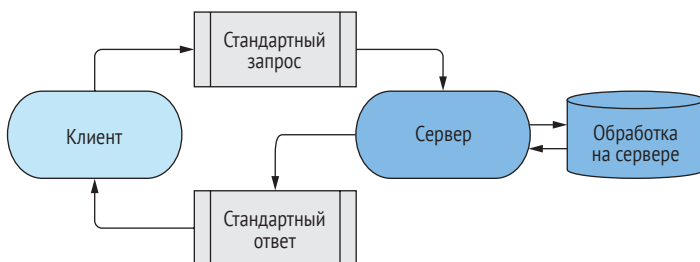 Стандартный
запрос
Клиент
Сервер
Обработка
на сервере
Стандартный
ответ